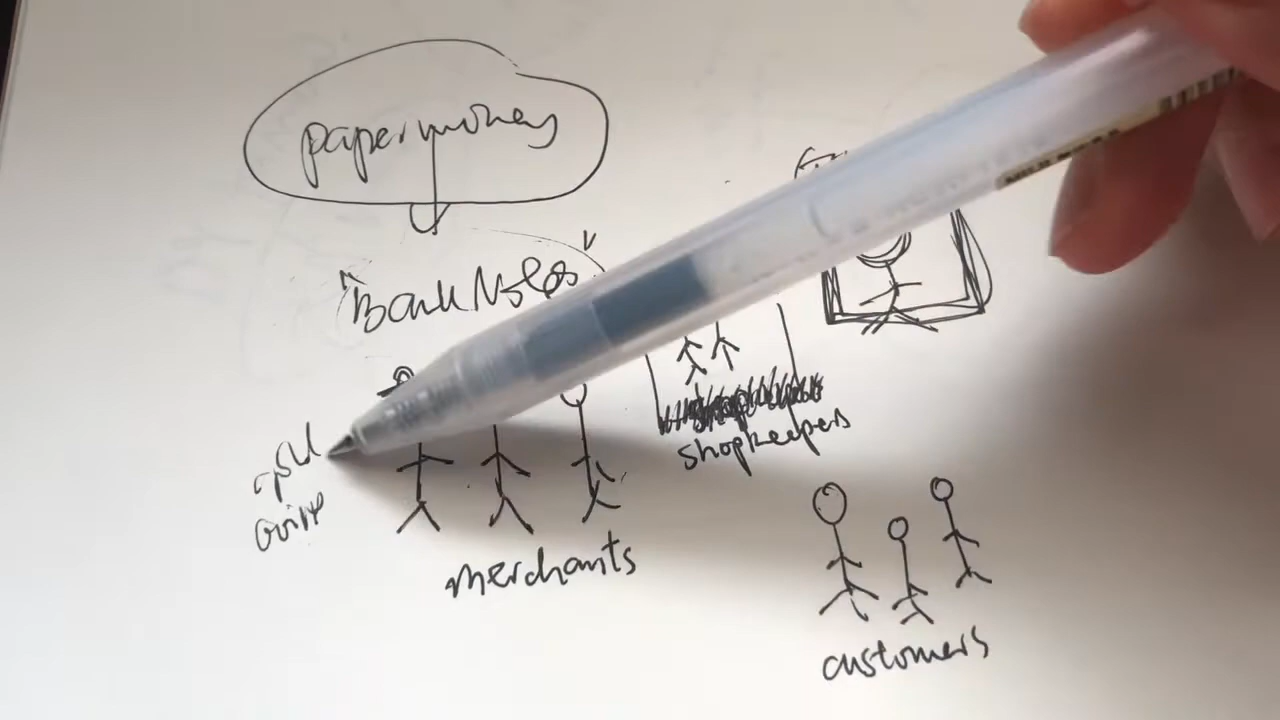 paper money
"Bank Notes"
gold
coins
shopkeepers
merchants
customers